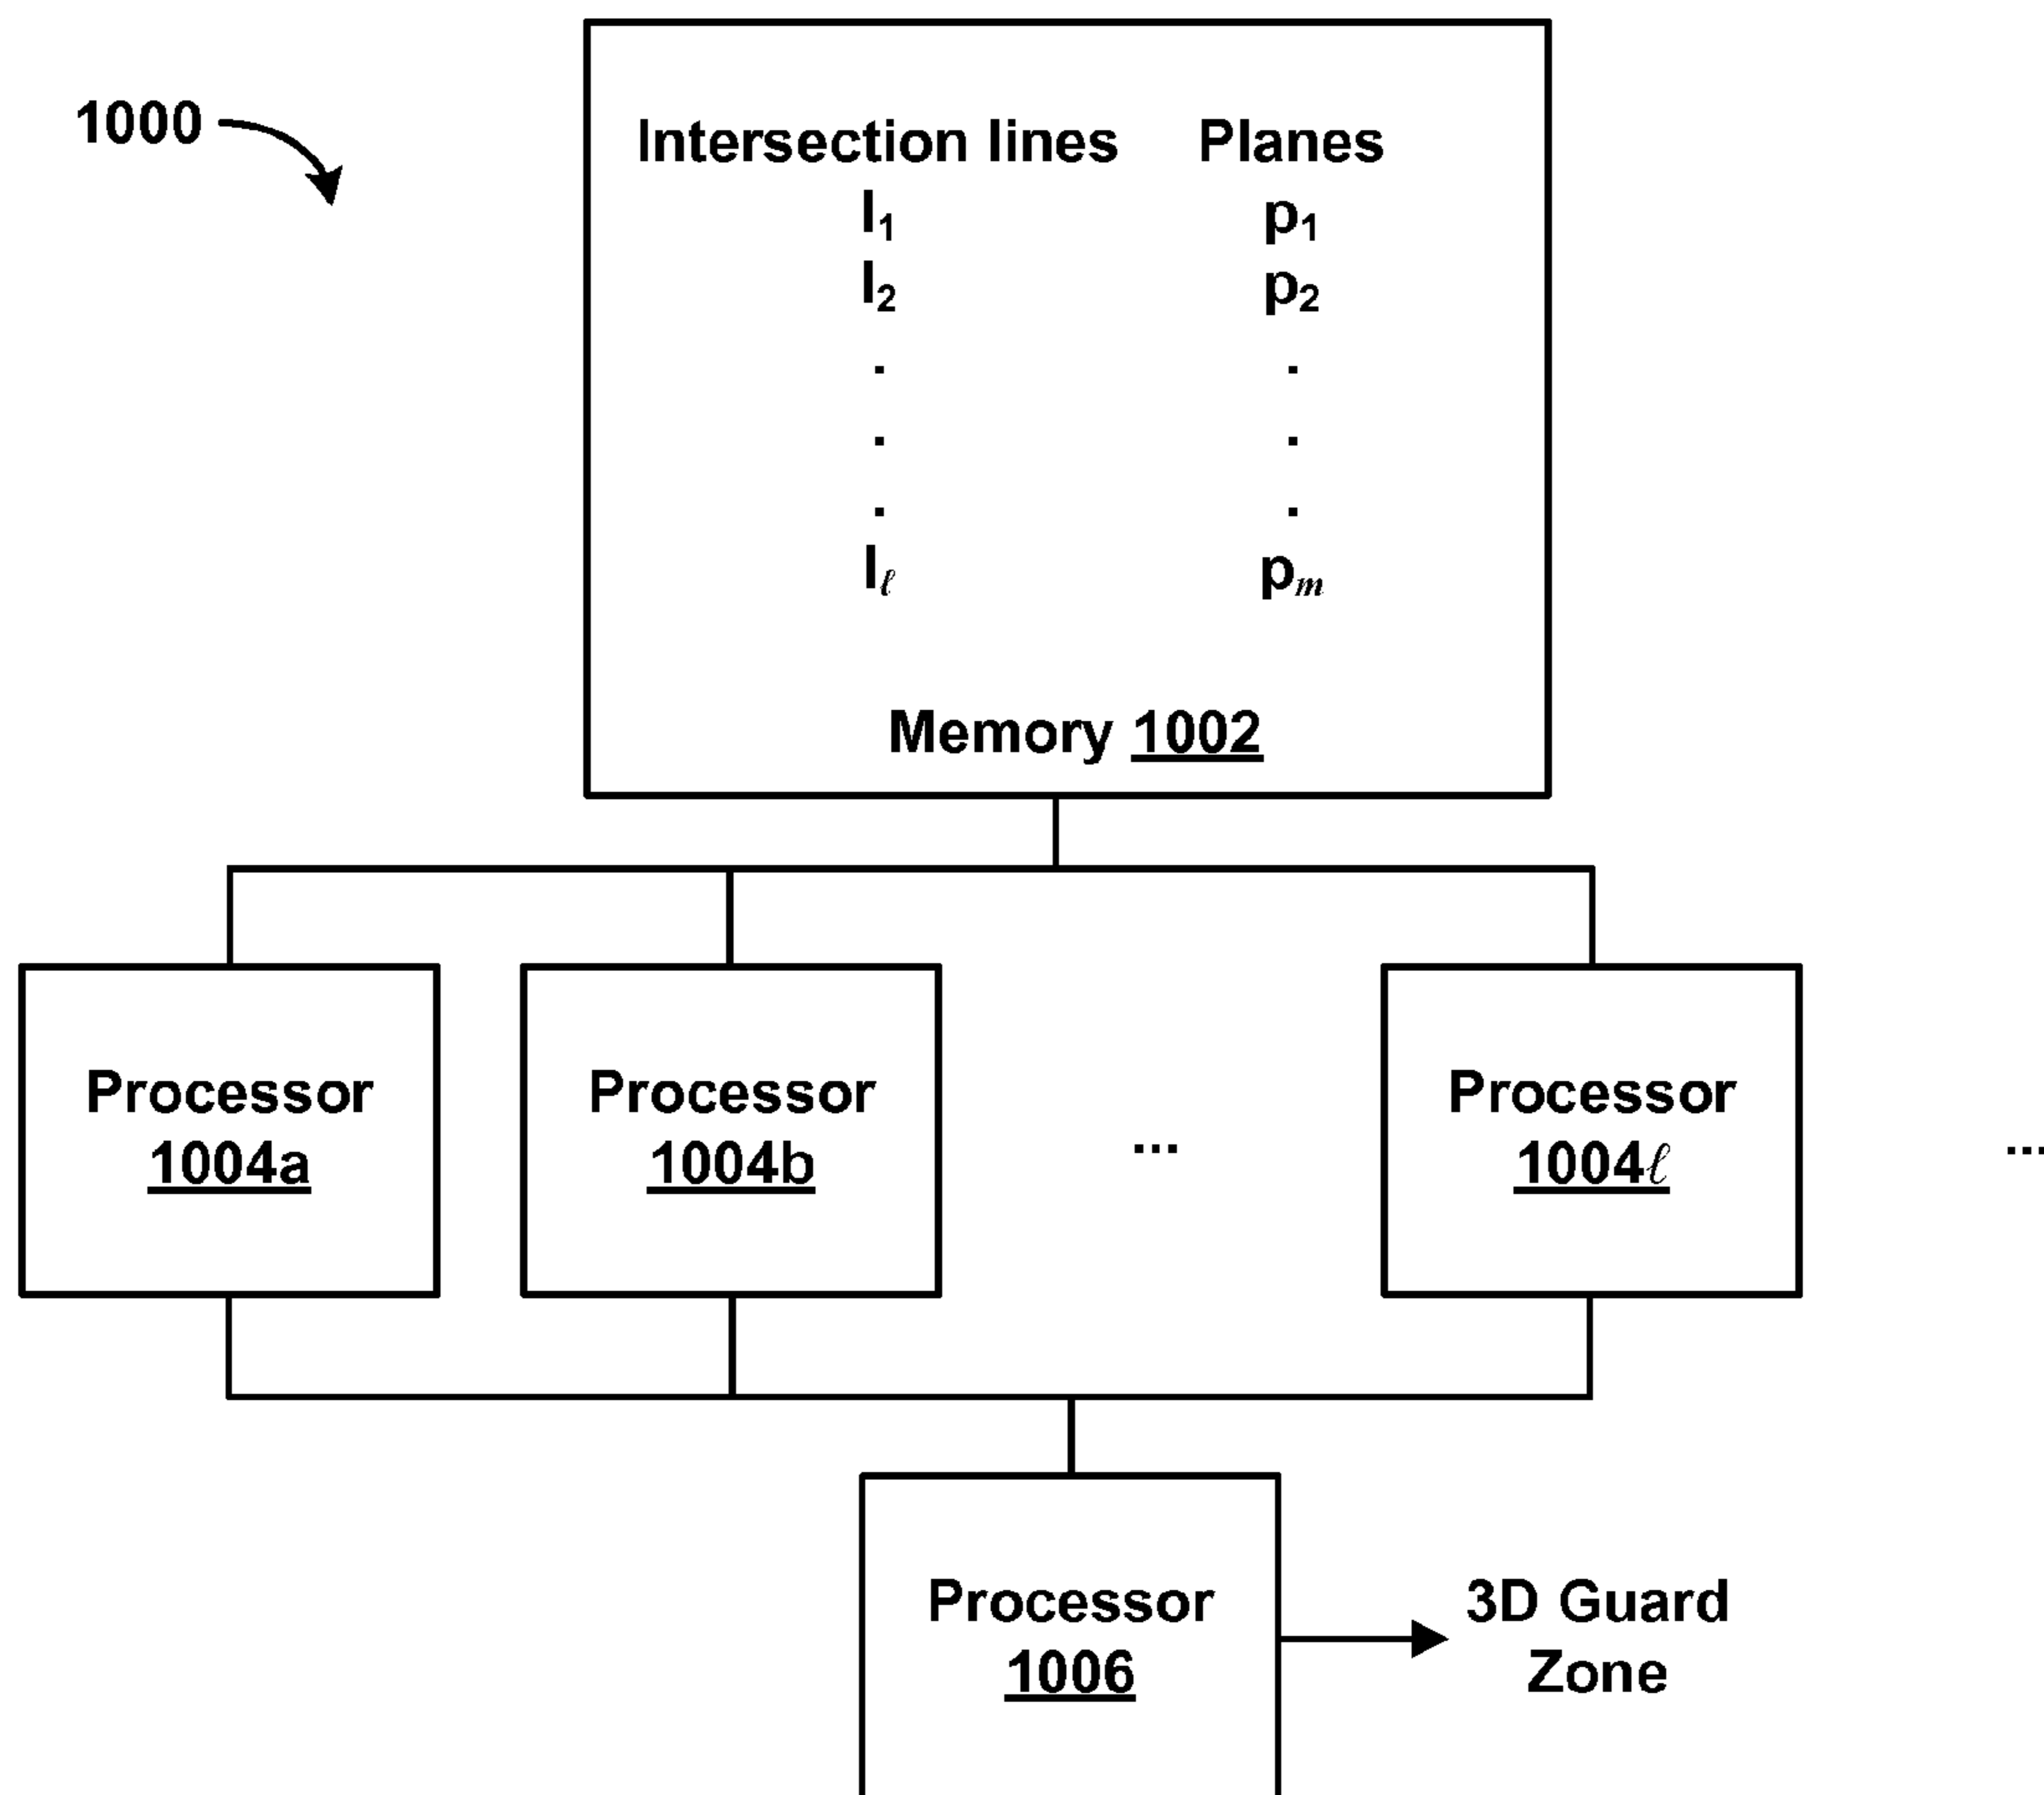 1000
Intersection lines Planes
l₁ p₁
l₂ p₂
. .
. .
. .
lℓ pm
Memory 1002
Processor
1004a
Processor
1004b
...
Processor
1004ℓ
...
Processor
1006
3D Guard
Zone